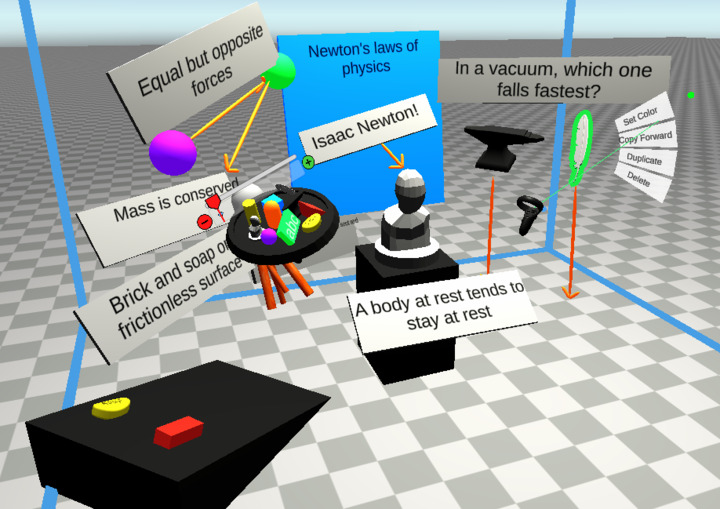 Equal but opposite
forces
Newton's laws of
physics
In a vacuum, which one
falls fastest?
Isaac Newton!
Set Color
Copy Forward
Duplicate
Delete
Mass is conserved
Brick and soap on
frictionless surface
A body at rest tends to
stay at rest